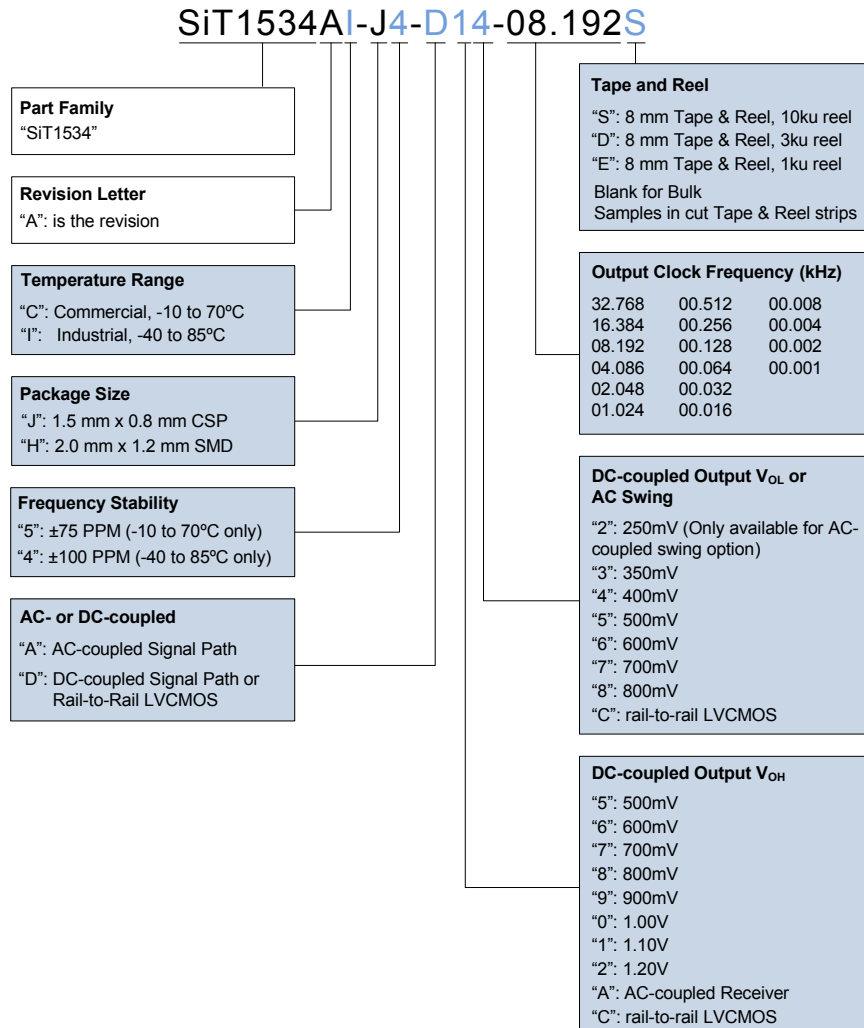 SiT1534AI-J4-D14-08.192S
Part Family
“SiT1534”
Revision Letter
“A”: is the revision
Temperature Range
“C”: Commercial, -10 to 70ºC
“I”: Industrial, -40 to 85ºC
Package Size
“J”: 1.5 mm x 0.8 mm CSP
“H”: 2.0 mm x 1.2 mm SMD
Frequency Stability
“5”: ±75 PPM (-10 to 70ºC only)
“4”: ±100 PPM (-40 to 85ºC only)
AC- or DC-coupled
“A”: AC-coupled Signal Path
“D”: DC-coupled Signal Path or
Rail-to-Rail LVCMOS
Tape and Reel
“S”: 8 mm Tape & Reel, 10ku reel
“D”: 8 mm Tape & Reel, 3ku reel
“E”: 8 mm Tape & Reel, 1ku reel
Blank for Bulk
Samples in cut Tape & Reel strips
Output Clock Frequency (kHz)
32.768 00.512 00.008
16.384 00.256 00.004
08.192 00.128 00.002
04.086 00.064 00.001
02.048 00.032
01.024 00.016
DC-coupled Output VOL or
AC Swing
“2”: 250mV (Only available for AC-
coupled swing option)
“3”: 350mV
“4”: 400mV
“5”: 500mV
“6”: 600mV
“7”: 700mV
“8”: 800mV
“C”: rail-to-rail LVCMOS
DC-coupled Output VOH
“5”: 500mV
“6”: 600mV
“7”: 700mV
“8”: 800mV
“9”: 900mV
“0”: 1.00V
“1”: 1.10V
“2”: 1.20V
“A”: AC-coupled Receiver
“C”: rail-to-rail LVCMOS